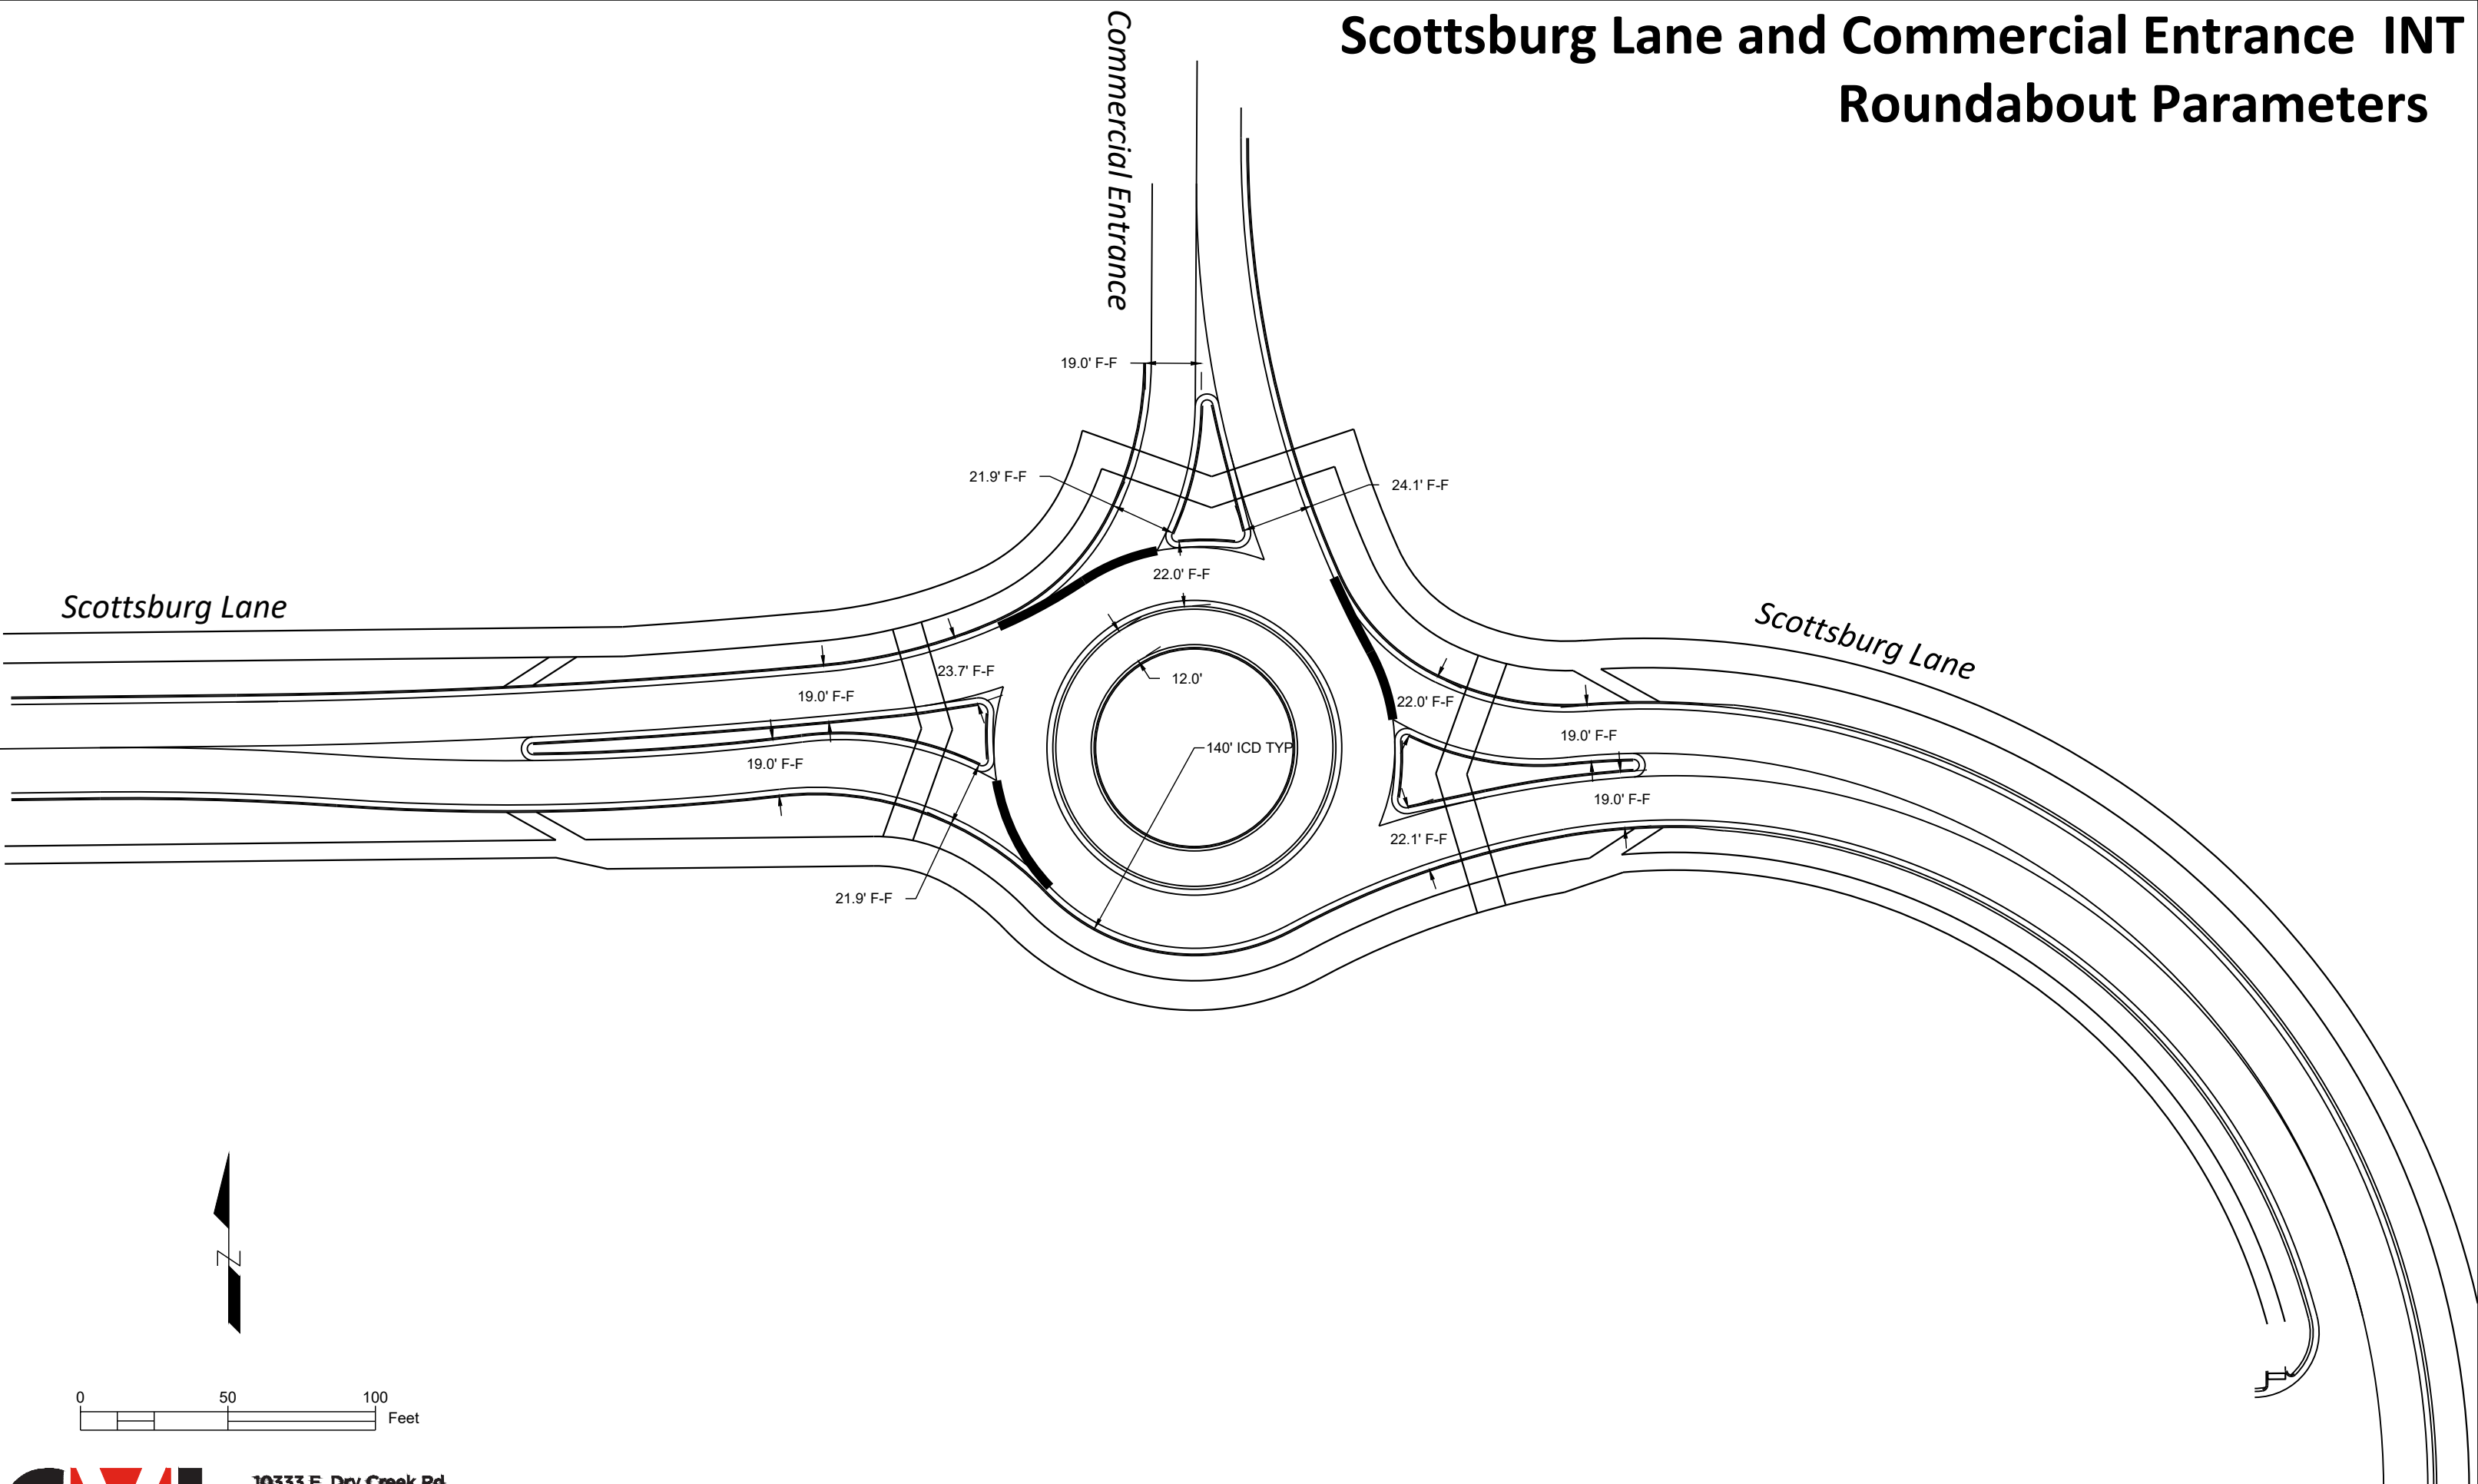 Scottsburg Lane and Commercial Entrance INT
Roundabout Parameters
Commercial Entrance
19.0' F-F
21.9' F-F
24.1' F-F
22.0' F-F
Scottsburg Lane
Scottsburg Lane
23.7' F-F
12.0'
19.0' F-F
22.0' F-F
19.0' F-F
140' ICD TYP
19.0' F-F
19.0' F-F
22.1' F-F
21.9' F-F
N
0 50 100
Feet
10333 E. Dry Creek Rd.